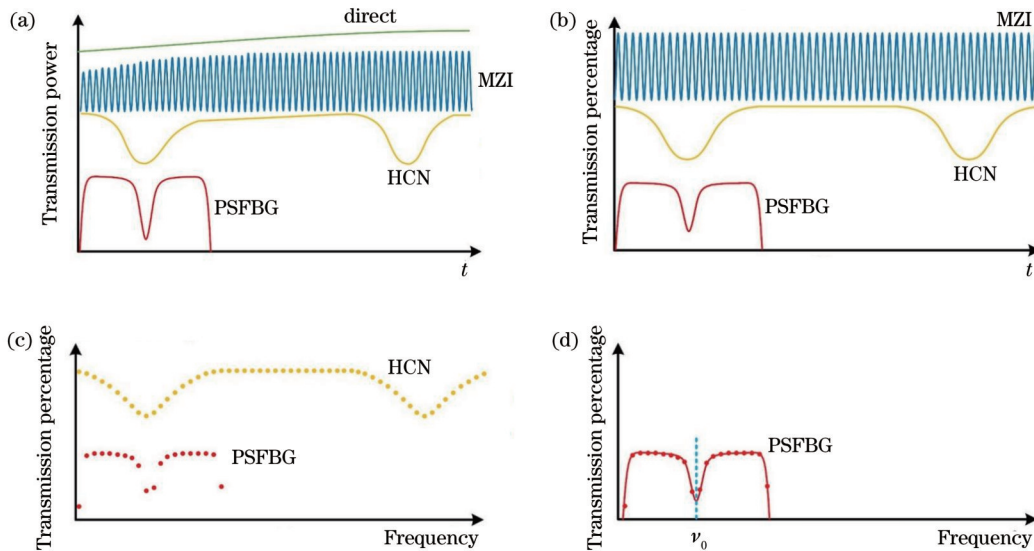 (a)
Transmission power
direct
MZI
HCN
PSFBG
t
(b)
Transmission percentage
MZI
HCN
PSFBG
t
(c)
Transmission percentage
HCN
PSFBG
Frequency
(d)
Transmission percentage
PSFBG
ν0
Frequency